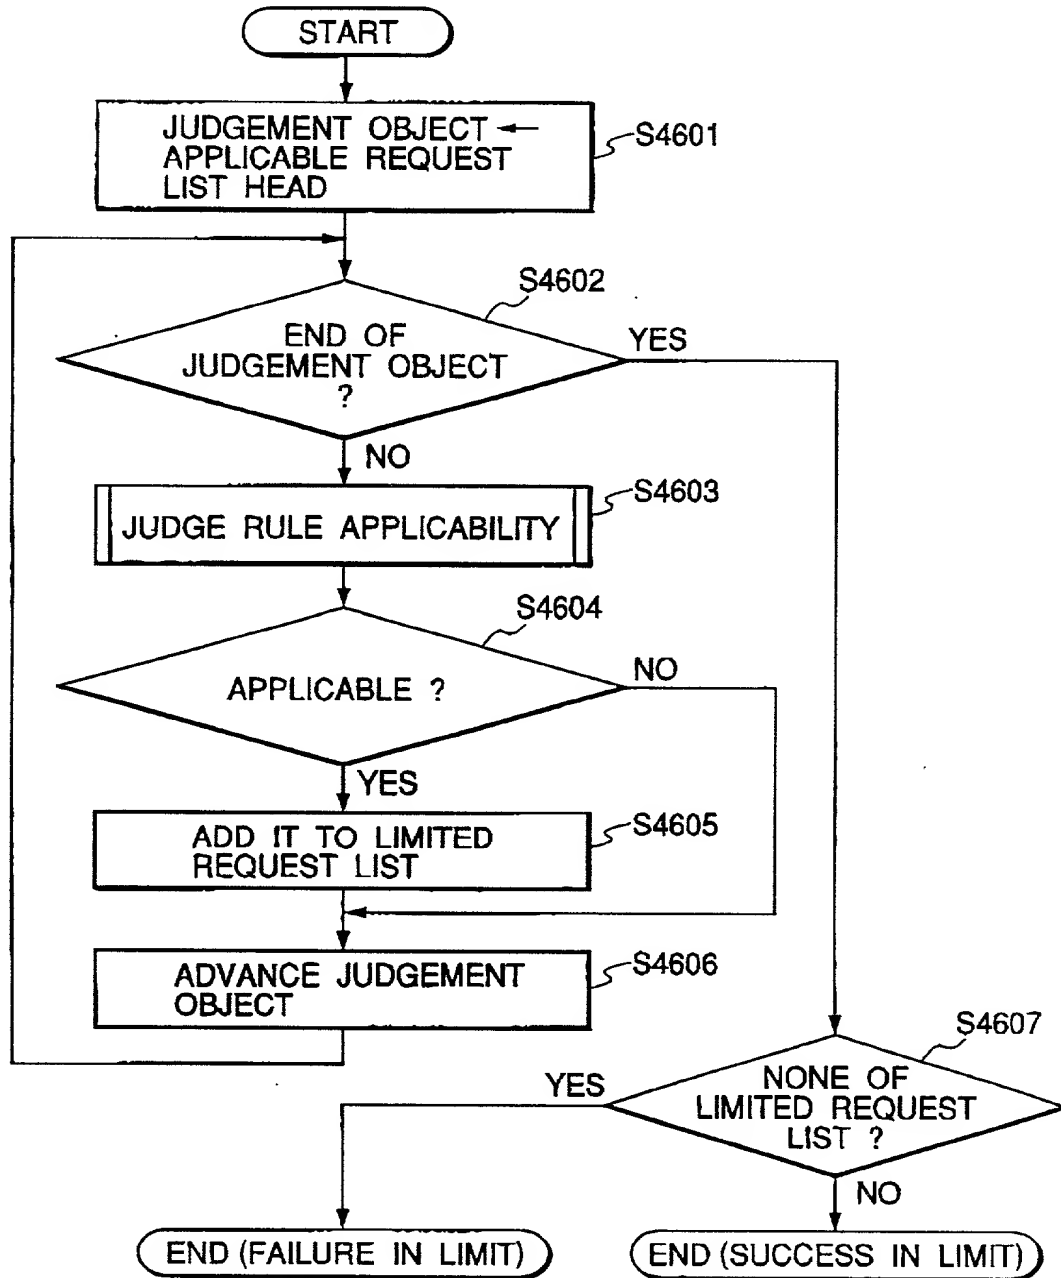 START
JUDGEMENT OBJECT ←
APPLICABLE REQUEST
LIST HEAD
S4601
S4602
END OF
JUDGEMENT OBJECT
?
YES
NO
S4603
JUDGE RULE APPLICABILITY
S4604
APPLICABLE ?
NO
YES
ADD IT TO LIMITED
REQUEST LIST
S4605
ADVANCE JUDGEMENT
OBJECT
S4606
S4607
NONE OF
LIMITED REQUEST
LIST ?
YES
NO
END (FAILURE IN LIMIT)
END (SUCCESS IN LIMIT)